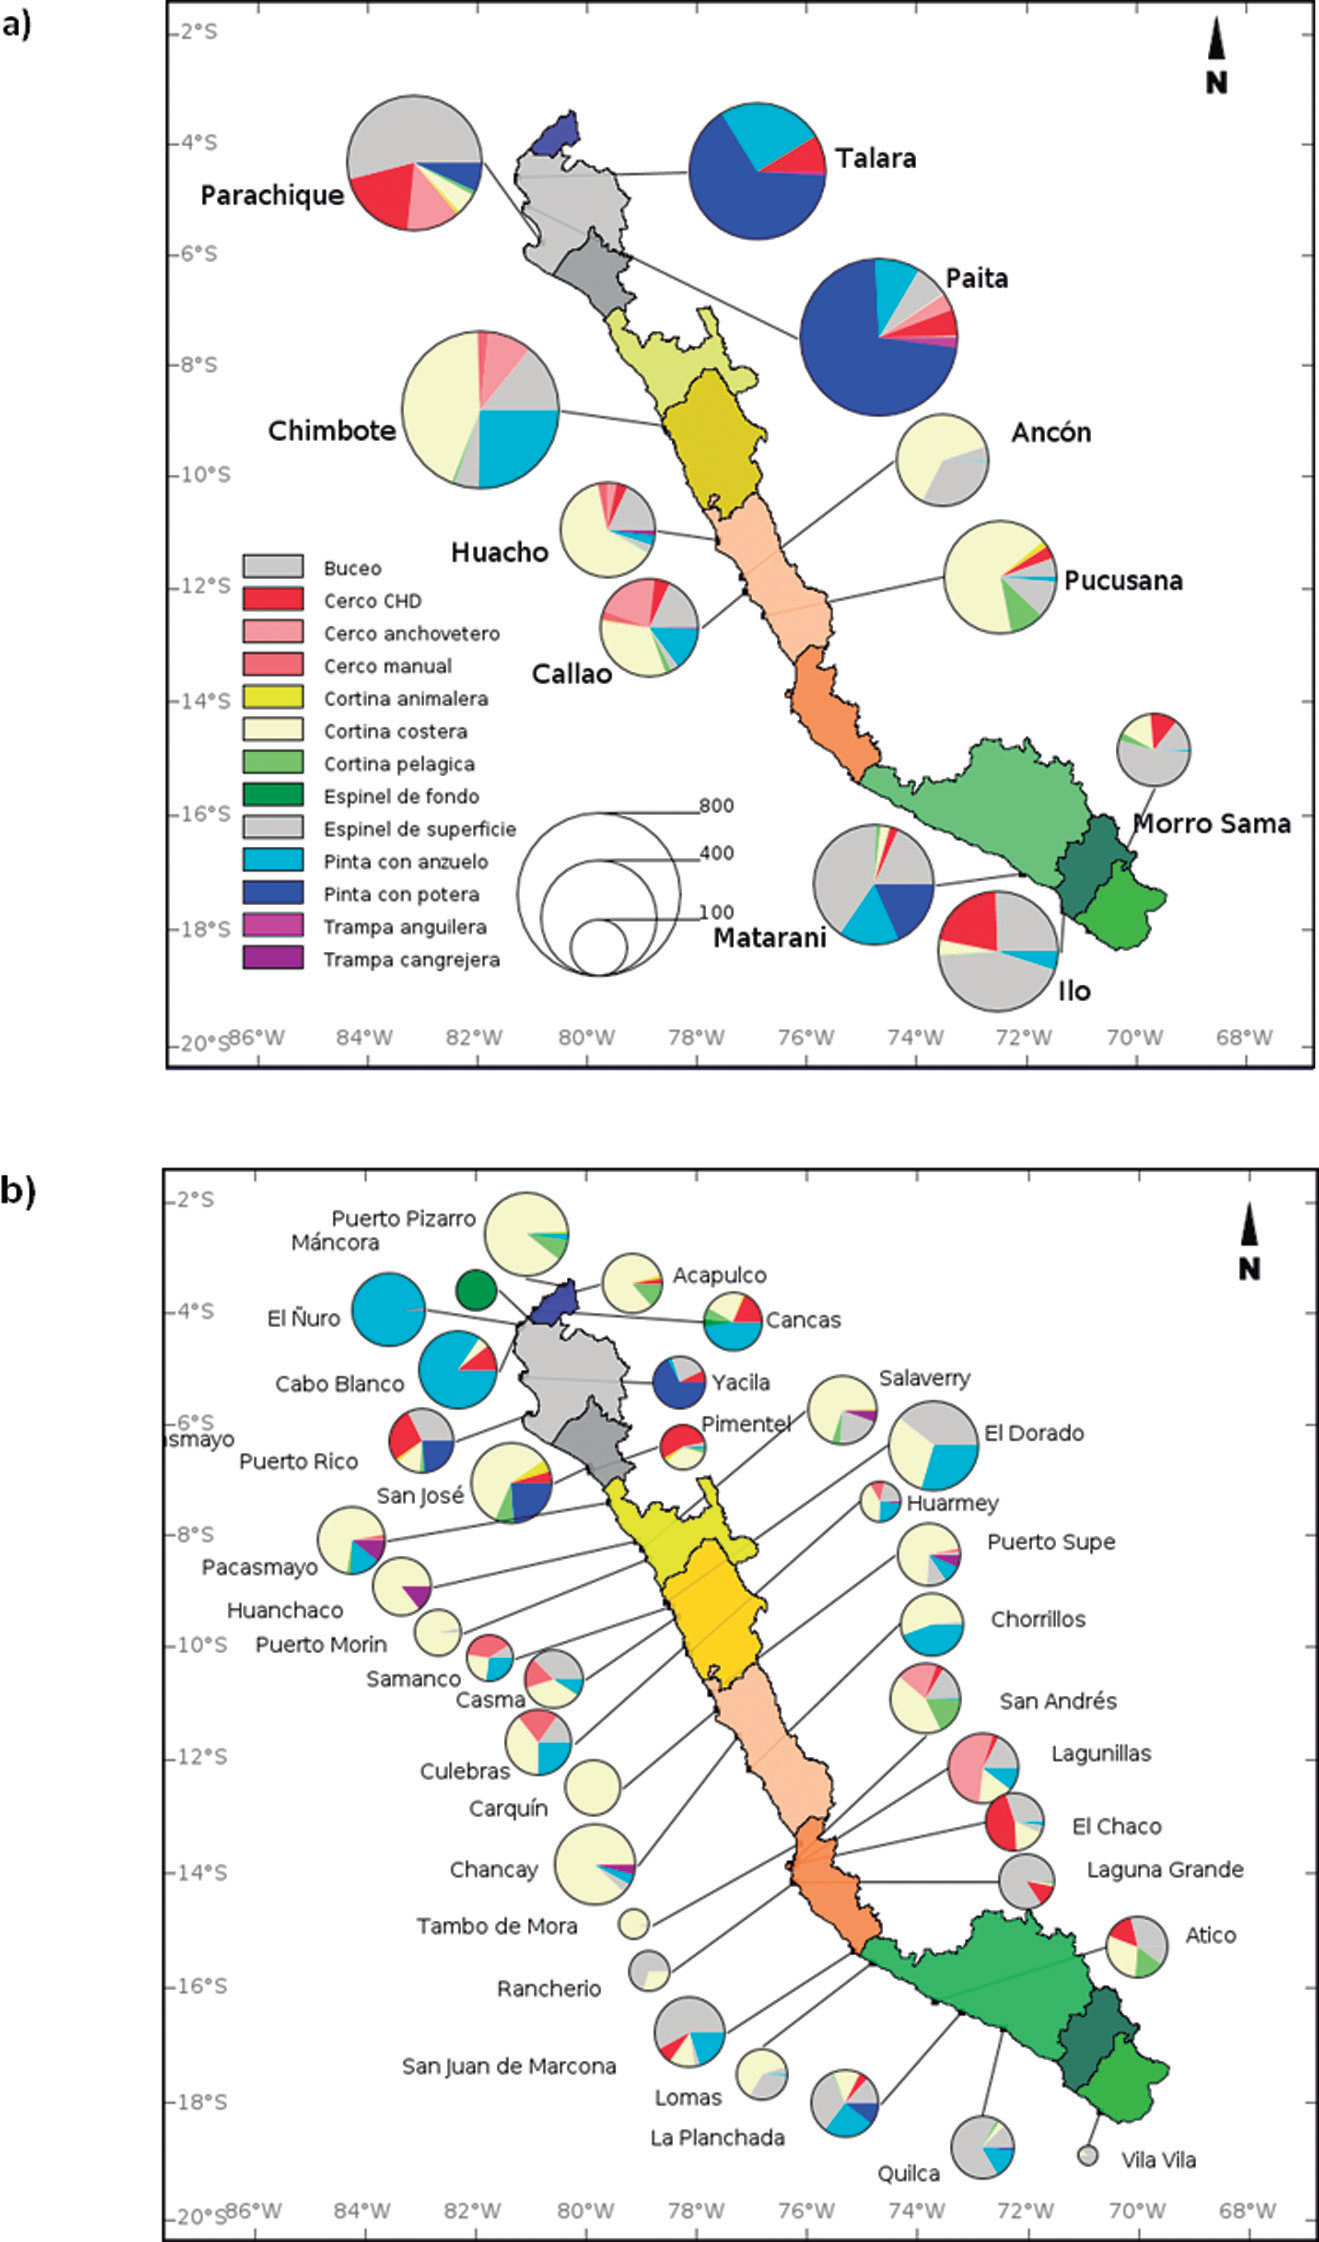 a)
2°S
N
4°S
Talara
Parachique
6°S
Paita
8°S
Chimbote
Ancón
10°S
Huacho
Pucusana
12°S
Callao
Buceo
Cerco CHD
Cerco anchovetero
Cerco manual
Cortina animalera
Cortina costera
Cortina pelagica
Espinel de fondo
Espinel de superficie
Pinta con anzuelo
Pinta con potera
Trampa anguilera
Trampa cangrejera
14°S
16°S
18°S
20°S
800
400
100
Morro Sama
Matarani
Ilo
86°W 84°W 82°W 80°W 78°W 76°W 74°W 72°W 70°W 68°W
b)
2°S
N
Puerto Pizarro
Máncora
Acapulco
4°S
El Ñuro
Cancas
Cabo Blanco
Yacila
Salaverry
6°S
smayo
Pimentel
El Dorado
Puerto Rico
San José
Huarmey
8°S
Puerto Supe
Pacasmayo
Huanchaco
Chorrillos
10°S
Puerto Morin
Samanco
Casma
San Andrés
12°S
Lagunillas
Culebras
Carquín
El Chaco
14°S
Chancay
Laguna Grande
Tambo de Mora
Atico
16°S
Rancherio
San Juan de Marcona
18°S
Lomas
La Planchada
Quilca
Vila Vila
20°S
86°W 84°W 82°W 80°W 78°W 76°W 74°W 72°W 70°W 68°W